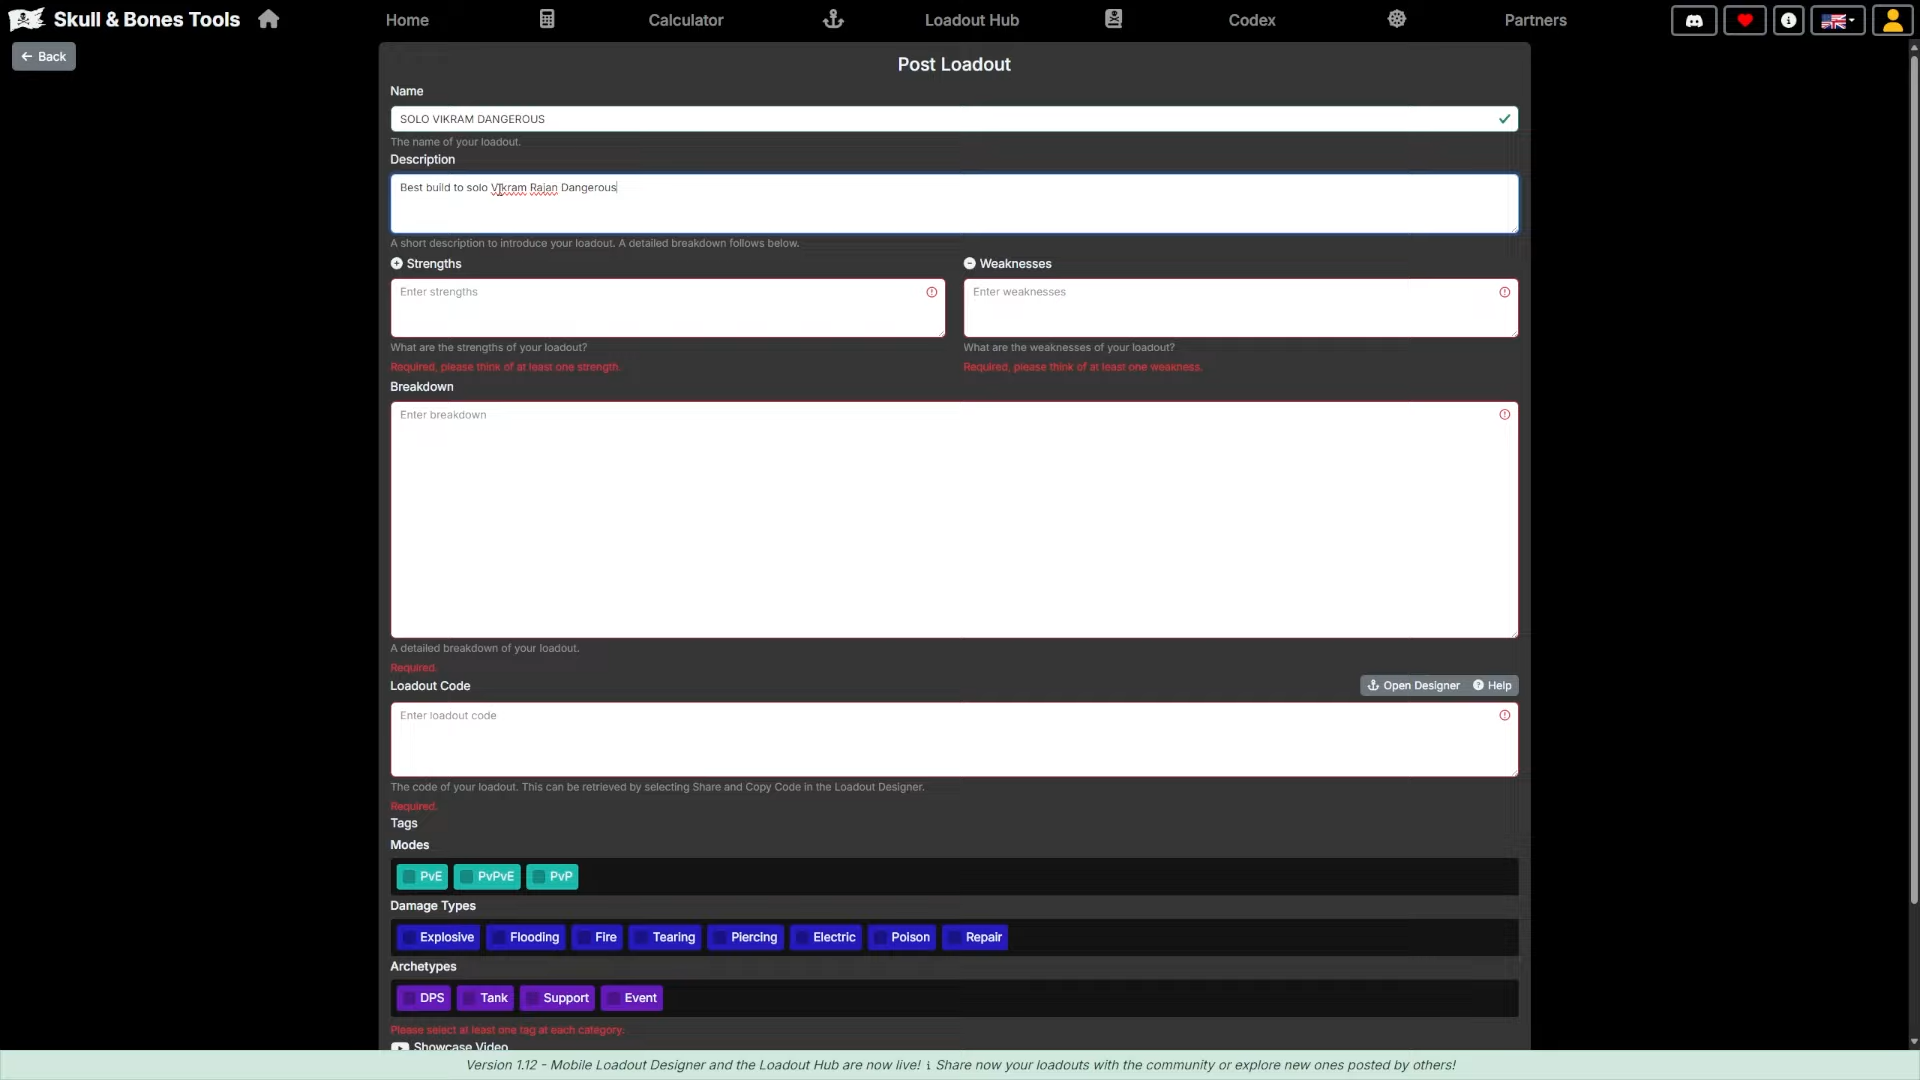 Skull & Bones Tools
Home
Calculator
Loadout Hub
Codex
Partners
Back
Post Loadout
Name
SOLO VIKRAM DANGEROUS
The name of your loadout.
Description
Best build to solo Vikram Rajan Dangerous
A short description to introduce your loadout. A detailed breakdown follows below.
Strengths
Weaknesses
Enter strengths
Enter weaknesses
What are the strengths of your loadout?
What are the weaknesses of your loadout?
Required, please think of at least one strength.
Required, please think of at least one weakness.
Breakdown
Enter breakdown
A detailed breakdown of your loadout.
Required.
Loadout Code
Open Designer
Help
Enter loadout code
The code of your loadout. This can be retrieved by selecting Share and Copy Code in the Loadout Designer.
Required.
Tags
Modes
PvE
PvPvE
PvP
Damage Types
Explosive
Flooding
Fire
Tearing
Piercing
Electric
Poison
Repair
Archetypes
DPS
Tank
Support
Event
Please select at least one tag at each category.
Showcase Video
Version 1.12 - Mobile Loadout Designer and the Loadout Hub are now live! ℹ Share now your loadouts with the community or explore new ones posted by others!